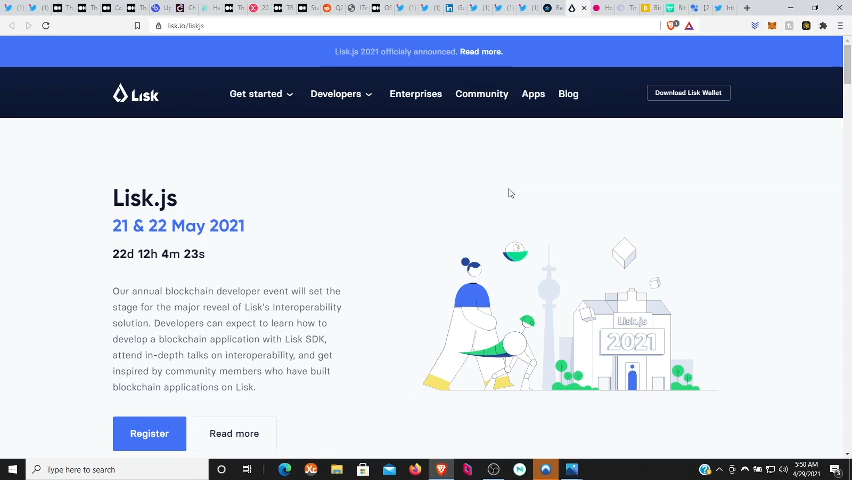 lisk.io/liskjs
Lisk.js 2021 officially announced. Read more.
Lisk
Get started
Developers
Enterprises
Community
Apps
Blog
Download Lisk Wallet
Lisk.js
21 & 22 May 2021
22d 12h 4m 23s
Our annual blockchain developer event will set the
stage for the major reveal of Lisk's Interoperability
solution. Developers can expect to learn how to
develop a blockchain application with Lisk SDK,
attend in-depth talks on interoperability, and get
inspired by community members who have built
blockchain applications on Lisk.
Lisk.js
2021
Register
Read more
Type here to search
5:50 AM
4/29/2021